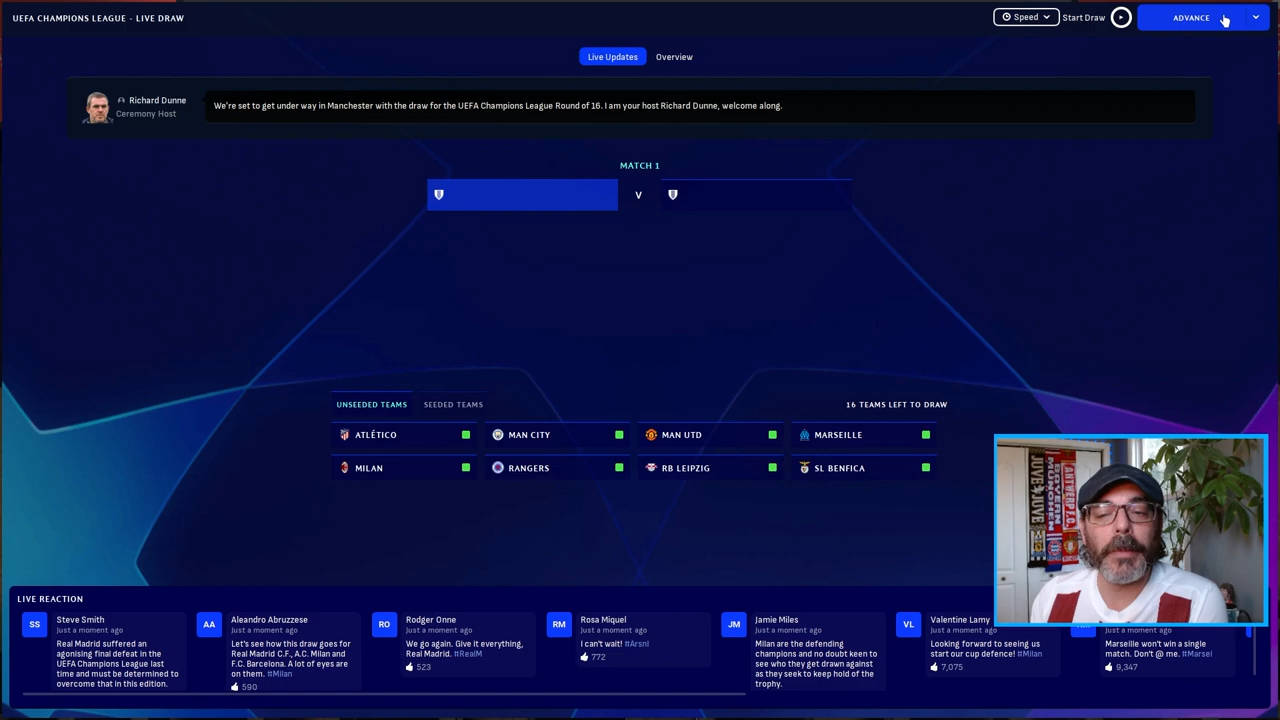 UEFA CHAMPIONS LEAGUE - LIVE DRAW
Speed
Start Draw
ADVANCE
Live Updates
Overview
Richard Dunne
Ceremony Host
We're set to get under way in Manchester with the draw for the UEFA Champions League Round of 16. I am your host Richard Dunne, welcome along.
MATCH 1
V
UNSEEDED TEAMS
SEEDED TEAMS
16 TEAMS LEFT TO DRAW
ATLÉTICO
MAN CITY
MAN UTD
MARSEILLE
MILAN
RANGERS
RB LEIPZIG
SL BENFICA
LIVE REACTION
SS
Steve Smith
Just a moment ago
Real Madrid suffered an
agonising final defeat in the
UEFA Champions League last
time and must be determined to
overcome that in this edition.
AA
Aleandro Abruzzese
Just a moment ago
Let's see how this draw goes for
Real Madrid C.F., A.C. Milan and
F.C. Barcelona. A lot of eyes are
on them. #Milan
590
RO
Rodger Onne
Just a moment ago
We go again. Give it everything,
Real Madrid. #RealM
523
RM
Rosa Miquel
Just a moment ago
I can't wait! #Arsnl
772
JM
Jamie Miles
Just a moment ago
Milan are the defending
champions and no doubt keen to
see who they get drawn against
as they seek to keep hold of the
trophy.
VL
Valentine Lamy
Just a moment ago
Looking forward to seeing us
start our cup defence! #Milan
7,075
Just a moment ago
Marseille won't win a single
match. Don't @ me. #Marsel
9,347
BAYERN
MÜNCHEN
ANTWERP F.C.
JUVE